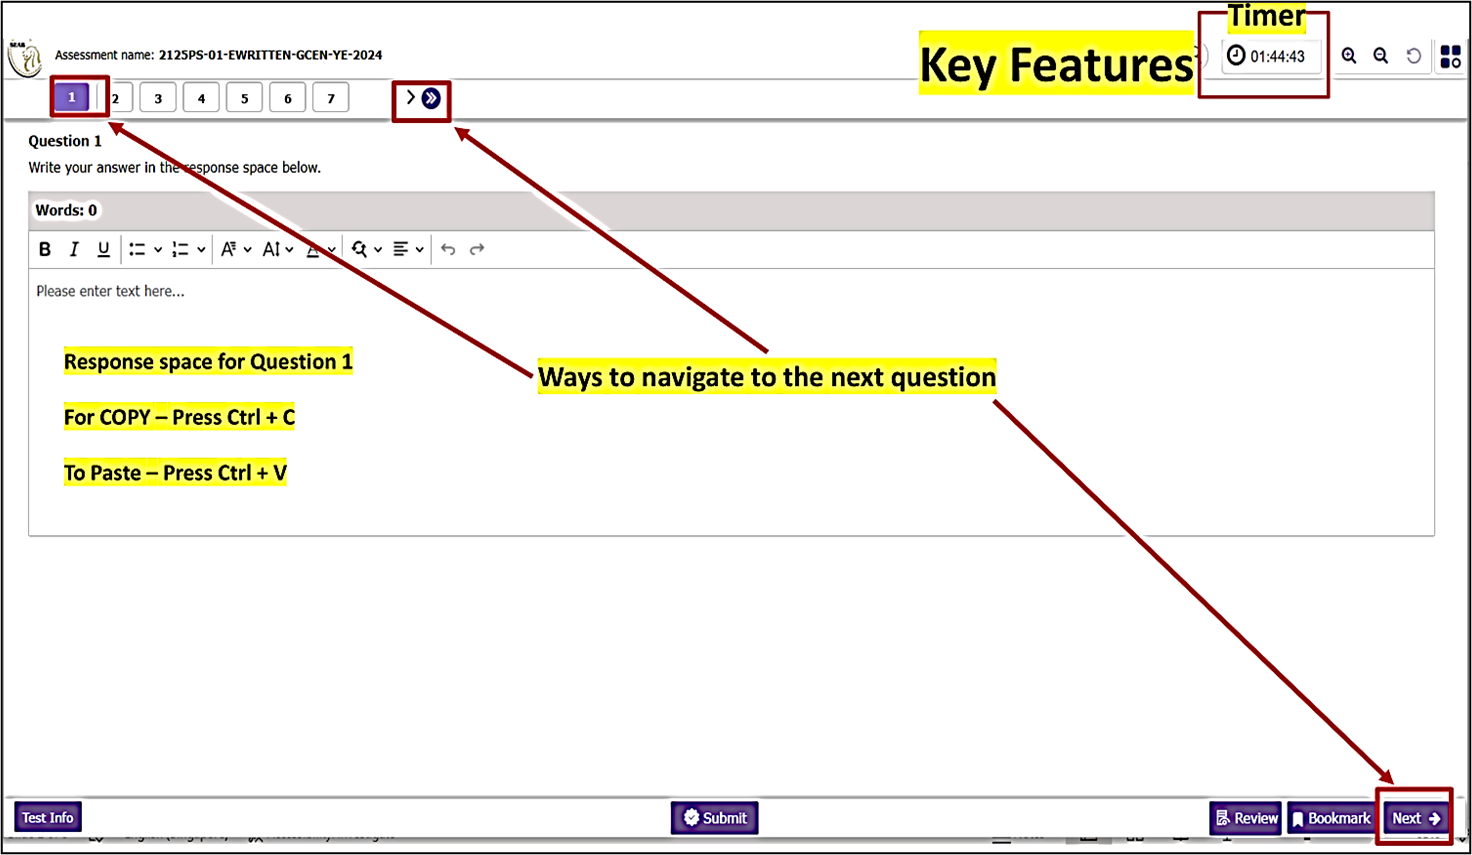 Timer
Key Features
SEAB
Assessment name: 2125PS-01-EWRITTEN-GCEN-YE-2024
01:44:43
1 2 3 4 5 6 7
Question 1
Write your answer in the response space below.
Words: 0
B I U
Please enter text here...
Response space for Question 1
Ways to navigate to the next question
For COPY – Press Ctrl + C
To Paste – Press Ctrl + V
Test Info
Submit
Review
Bookmark
Next